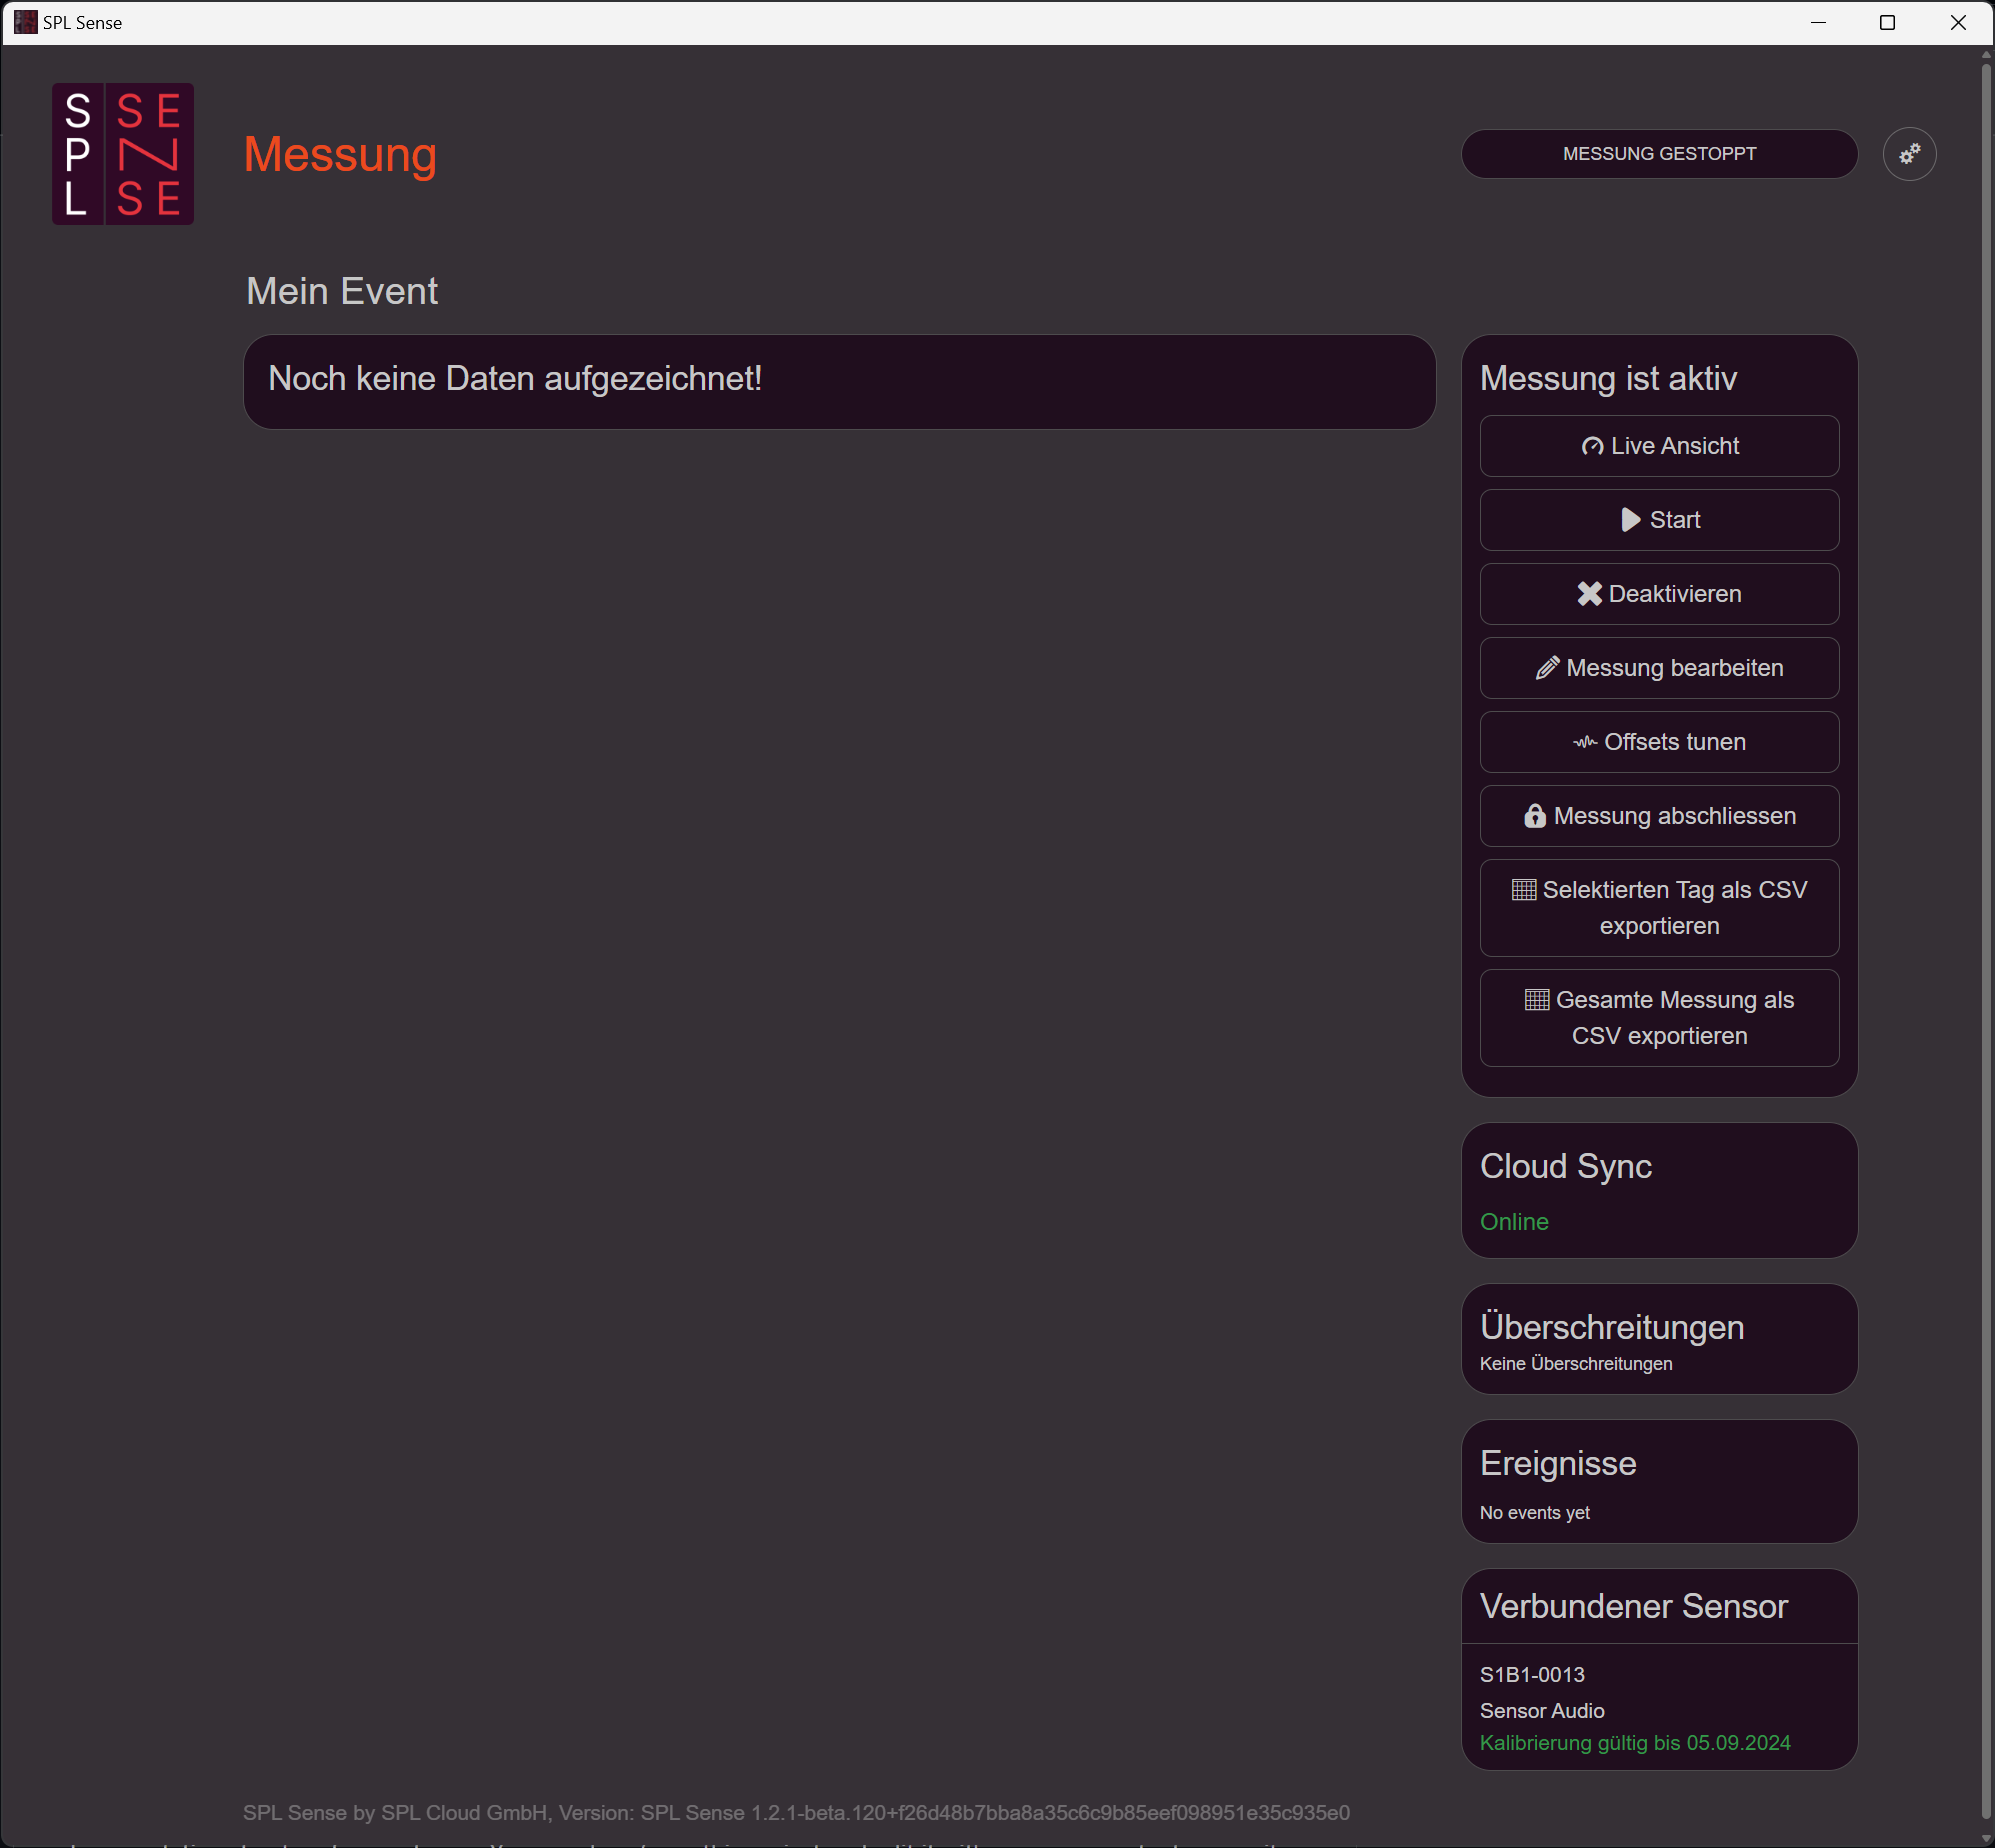 SPL Sense
S SE
P N
L SE
Messung
MESSUNG GESTOPPT
Mein Event
Noch keine Daten aufgezeichnet!
Messung ist aktiv
Live Ansicht
Start
Deaktivieren
Messung bearbeiten
Offsets tunen
Messung abschliessen
Selektierten Tag als CSV
exportieren
Gesamte Messung als
CSV exportieren
Cloud Sync
Online
Überschreitungen
Keine Überschreitungen
Ereignisse
No events yet
Verbundener Sensor
S1B1-0013
Sensor Audio
Kalibrierung gültig bis 05.09.2024
SPL Sense by SPL Cloud GmbH, Version: SPL Sense 1.2.1-beta.120+f26d48b7bba8a35c6c9b85eef098951e35c935e0